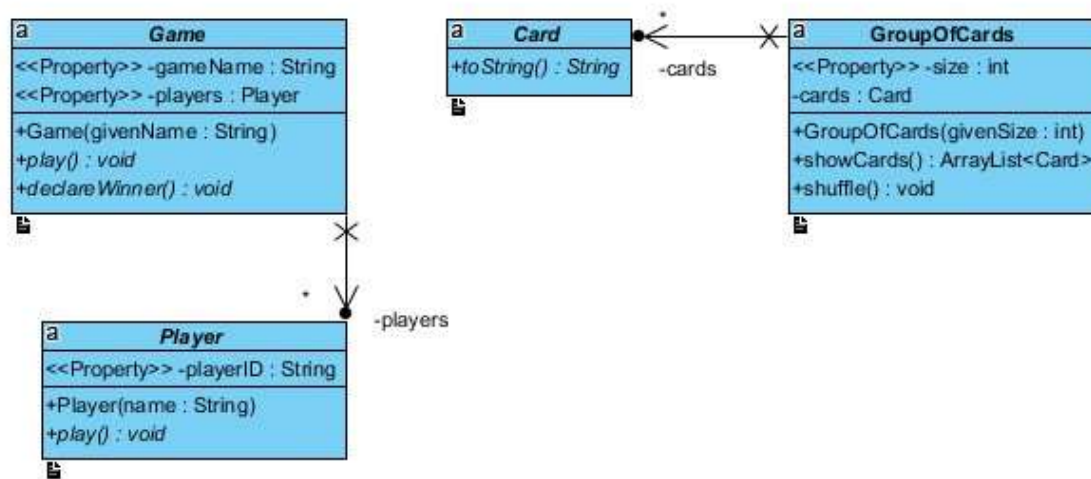 a
Game
<<Property>> -gameName : String
<<Property>> -players : Player
+Game(givenName : String)
+play() : void
+declareWinner() : void
*
-players
a
Player
<<Property>> -playerID : String
+Player(name : String)
+play() : void
a
Card
+toString() : String
*
-cards
a
GroupOfCards
<<Property>> -size : int
-cards : Card
+GroupOfCards(givenSize : int)
+showCards() : ArrayList<Card>
+shuffle() : void